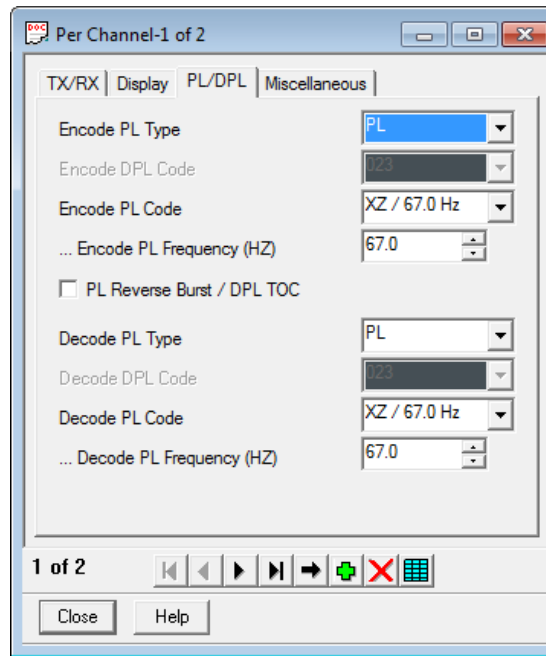 Per Channel-1 of 2
TX/RX Display PL/DPL Miscellaneous
Encode PL Type PL
Encode DPL Code 023
Encode PL Code XZ / 67.0 Hz
... Encode PL Frequency (HZ) 67.0
PL Reverse Burst / DPL TOC
Decode PL Type PL
Decode DPL Code 023
Decode PL Code XZ / 67.0 Hz
... Decode PL Frequency (HZ) 67.0
1 of 2
Close Help